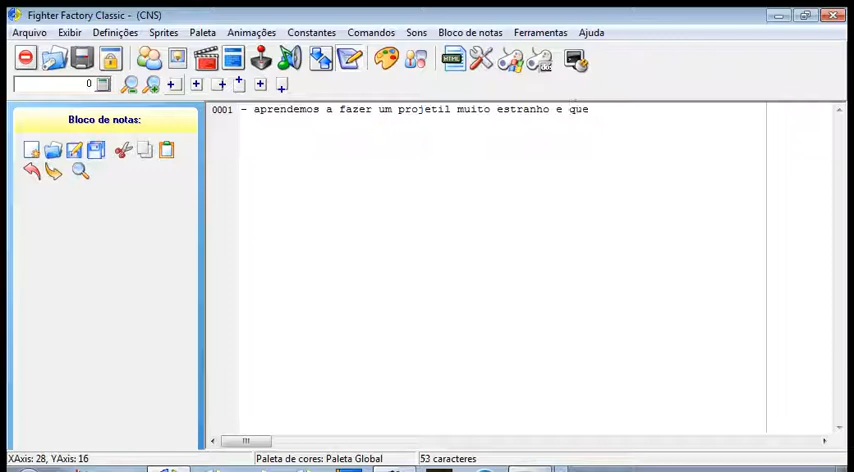 Fighter Factory Classic - (CNS)
Arquivo Exibir Definições Sprites Paleta Animações Constantes Comandos Sons Bloco de notas Ferramentas Ajuda
HTML
0
Bloco de notas:
0001 - aprendemos a fazer um projetil muito estranho e que
XAxis: 28, YAxis: 16 Paleta de cores: Paleta Global 53 caracteres